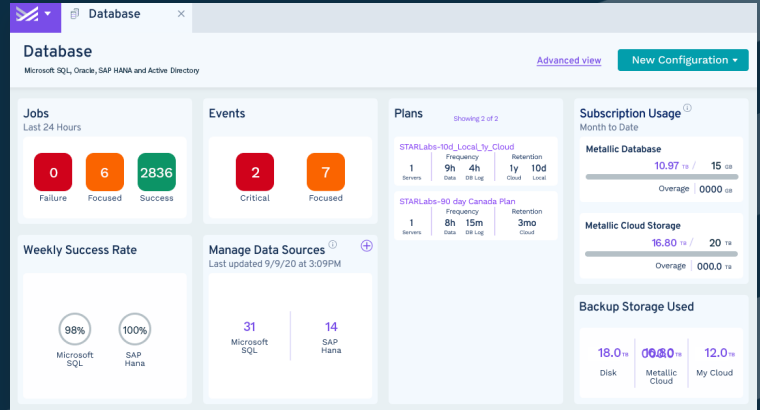 Database
Database
Microsoft SQL, Oracle, SAP HANA and Active Directory
Advanced view
New Configuration
Jobs
Last 24 Hours
0
6
2836
Failure
Focused
Success
Events
2
7
Critical
Focused
Plans
Showing 2 of 2
STARLabs-10d_Local_1y_Cloud
Frequency
Retention
1
9h
4h
1y
10d
Servers
Data
DB Log
Cloud
Local
STARLabs-90 day Canada Plan
Frequency
Retention
1
8h
15m
3mo
Servers
Data
DB Log
Cloud
Subscription Usage
Month to Date
Metallic Database
10.97 TB / 15 GB
Overage 0000 GB
Metallic Cloud Storage
16.80 TB / 20 TB
Overage 000.0 TB
Weekly Success Rate
98%
100%
Microsoft
SQL
SAP
Hana
Manage Data Sources
Last updated 9/9/20 at 3:09PM
31
14
Microsoft
SQL
SAP
Hana
Backup Storage Used
18.0 TB
TB
12.0 TB
Disk
Metallic
Cloud
My Cloud